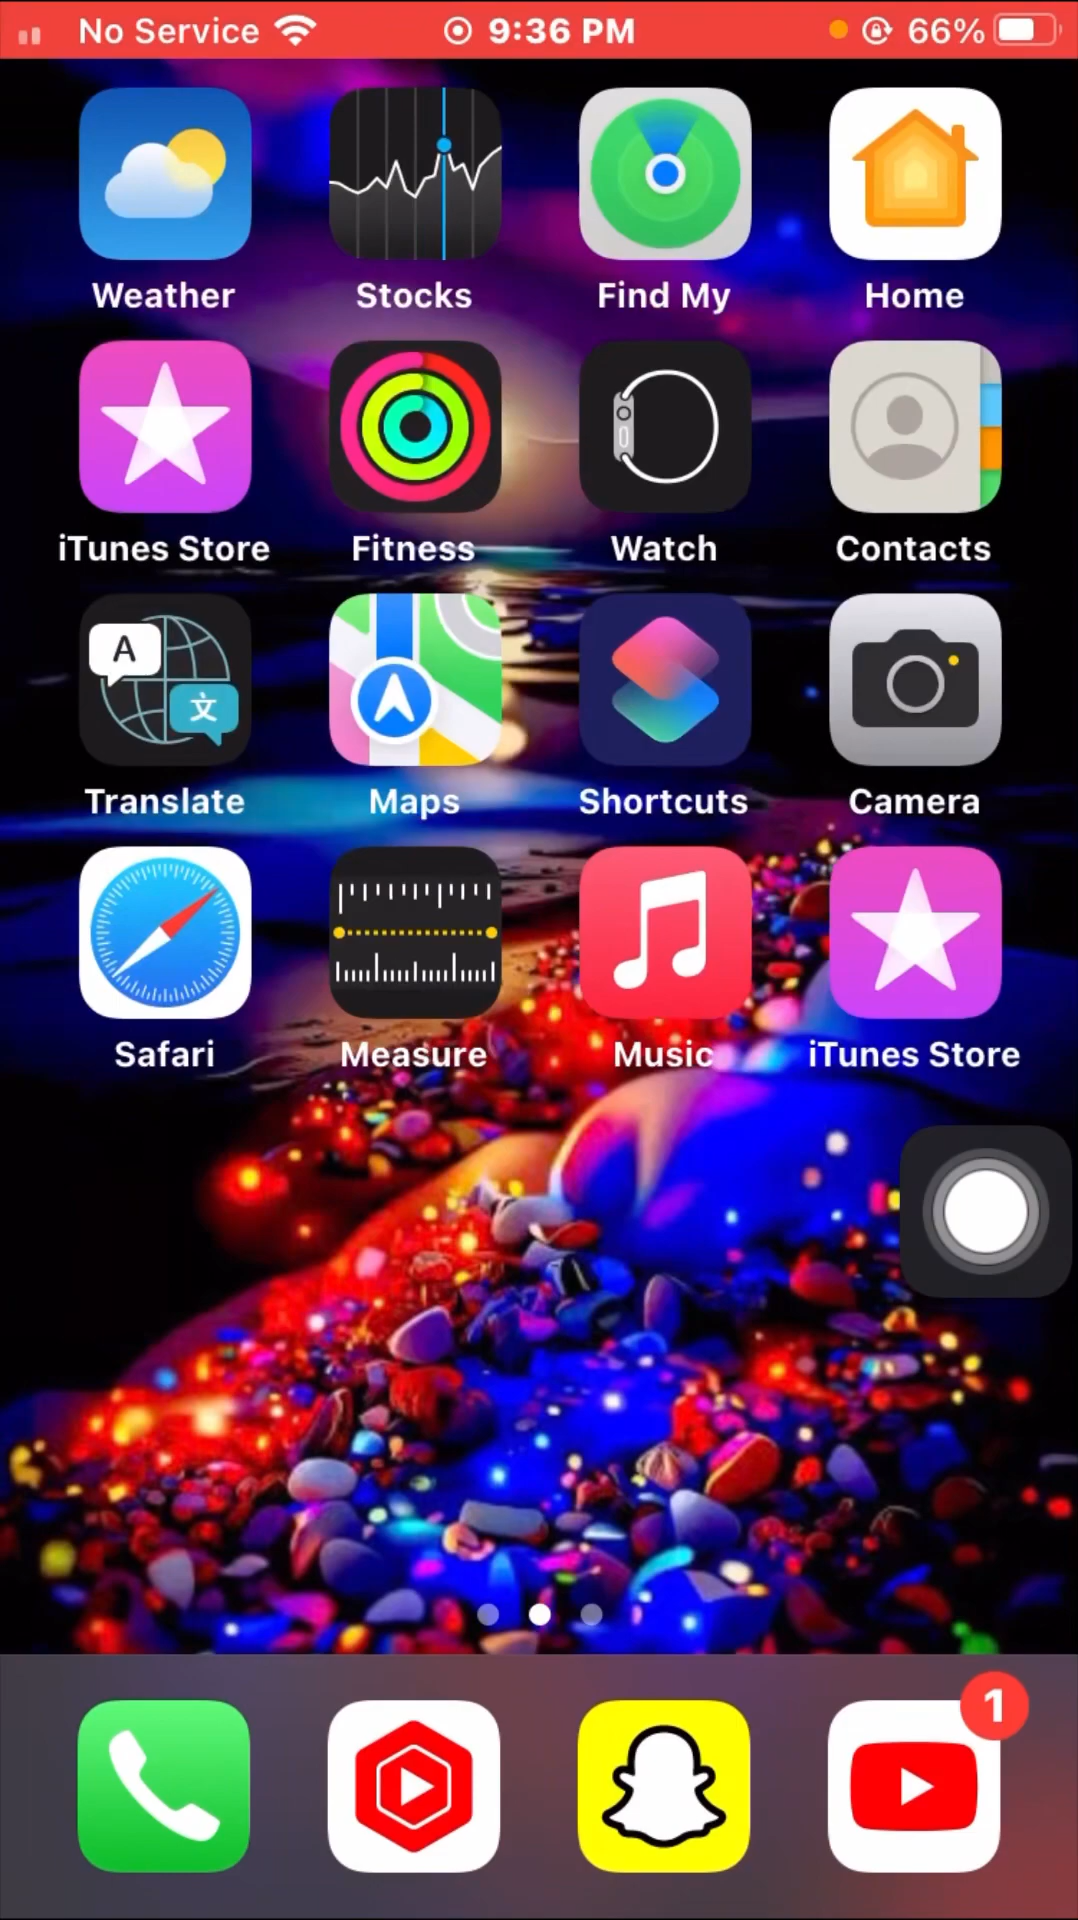 No Service 9:36 PM 66%
Weather Stocks Find My Home
iTunes Store Fitness Watch Contacts
A 文
Translate Maps Shortcuts Camera
Safari Measure Music iTunes Store
1